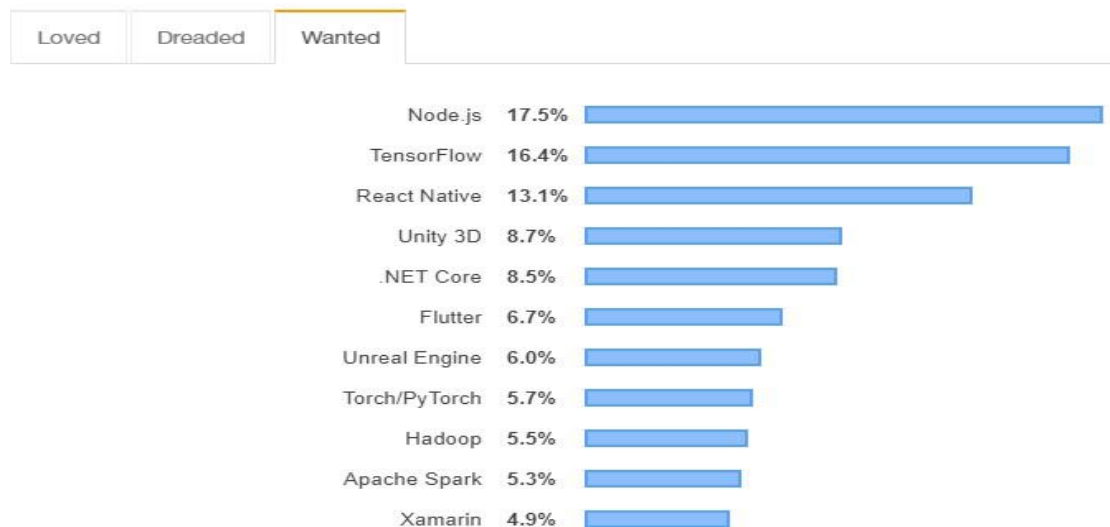 Loved Dreaded Wanted
Node.js 17.5%
TensorFlow 16.4%
React Native 13.1%
Unity 3D 8.7%
.NET Core 8.5%
Flutter 6.7%
Unreal Engine 6.0%
Torch/PyTorch 5.7%
Hadoop 5.5%
Apache Spark 5.3%
Xamarin 4.9%